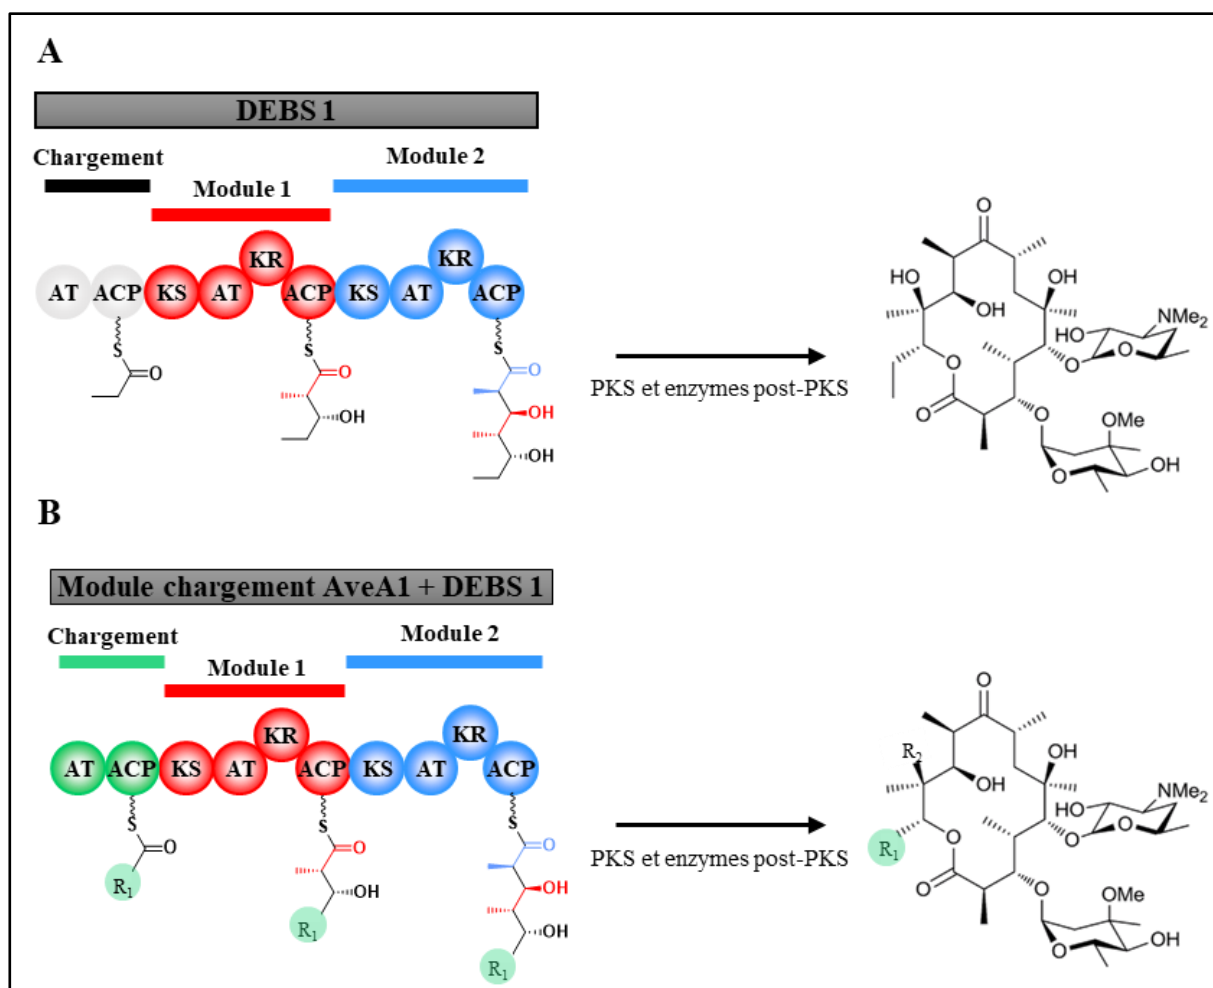 A
DEBS 1
Chargement
Module 1
Module 2
AT ACP KS AT KR ACP KS AT KR ACP
S
O
S
O
OH
S
O
OH
OH
PKS et enzymes post-PKS
O
HO
OH
OH
O
O
O
HO
NMe2
O
O
O
OMe
O
OH
B
Module chargement AveA1 + DEBS 1
Chargement
Module 1
Module 2
AT ACP KS AT KR ACP KS AT KR ACP
S
O
R1
S
O
OH
R1
S
O
OH
OH
R1
PKS et enzymes post-PKS
O
R2
OH
OH
R1
O
O
O
HO
NMe2
O
O
O
OMe
O
OH